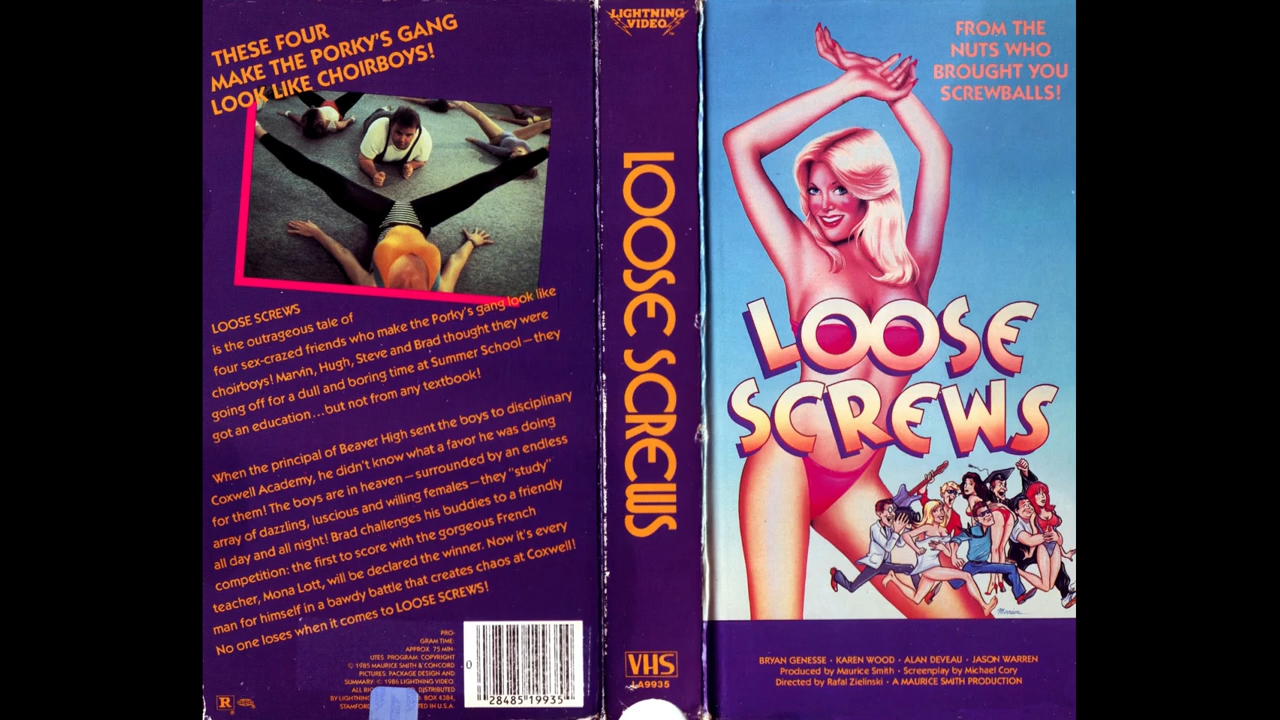 THESE FOUR
MAKE THE PORKY'S GANG
LOOK LIKE CHOIRBOYS!
LOOSE SCREWS
is the outrageous tale of
four sex-crazed friends who make the Porky's gang look like
choirboys! Marvin, Hugh, Steve and Brad thought they were
going off for a dull and boring time at Summer School—they
got an education...but not from any textbook!
When the principal of Beaver High sent the boys to disciplinary
Coxwell Academy, he didn't know what a favor he was doing
for them! The boys are in heaven—surrounded by an endless
array of dazzling, luscious and willing females—they "study"
all day and all night! Brad challenges his buddies to a friendly
competition: the first to score with the gorgeous French
teacher, Mona Lott, will be declared the winner. Now it's every
man for himself in a bawdy battle that creates chaos at Coxwell!
No one loses when it comes to LOOSE SCREWS!
PRO-
GRAM TIME:
APPROX. 75 MIN-
UTES PROGRAM: COPYRIGHT
© 1985 MAURICE SMITH & CONCORD
PICTURES: PACKAGE DESIGN AND
SUMMARY: © 1986 LIGHTNING VIDEO.
ALL DISTRIBUTED
BY BOX 4384,
IN U.S.A.
R
0
28485 19935
LIGHTNING
VIDEO
LOOSE SCREWS
VHS
LA9935
FROM THE
NUTS WHO
BROUGHT YOU
SCREWBALLS!
LOOSE
SCREWS
BRYAN GENESSE · KAREN WOOD · ALAN DEVEAU · JASON WARREN
Produced by Maurice Smith · Screenplay by Michael Cory
Directed by Rafal Zielinski · A MAURICE SMITH PRODUCTION